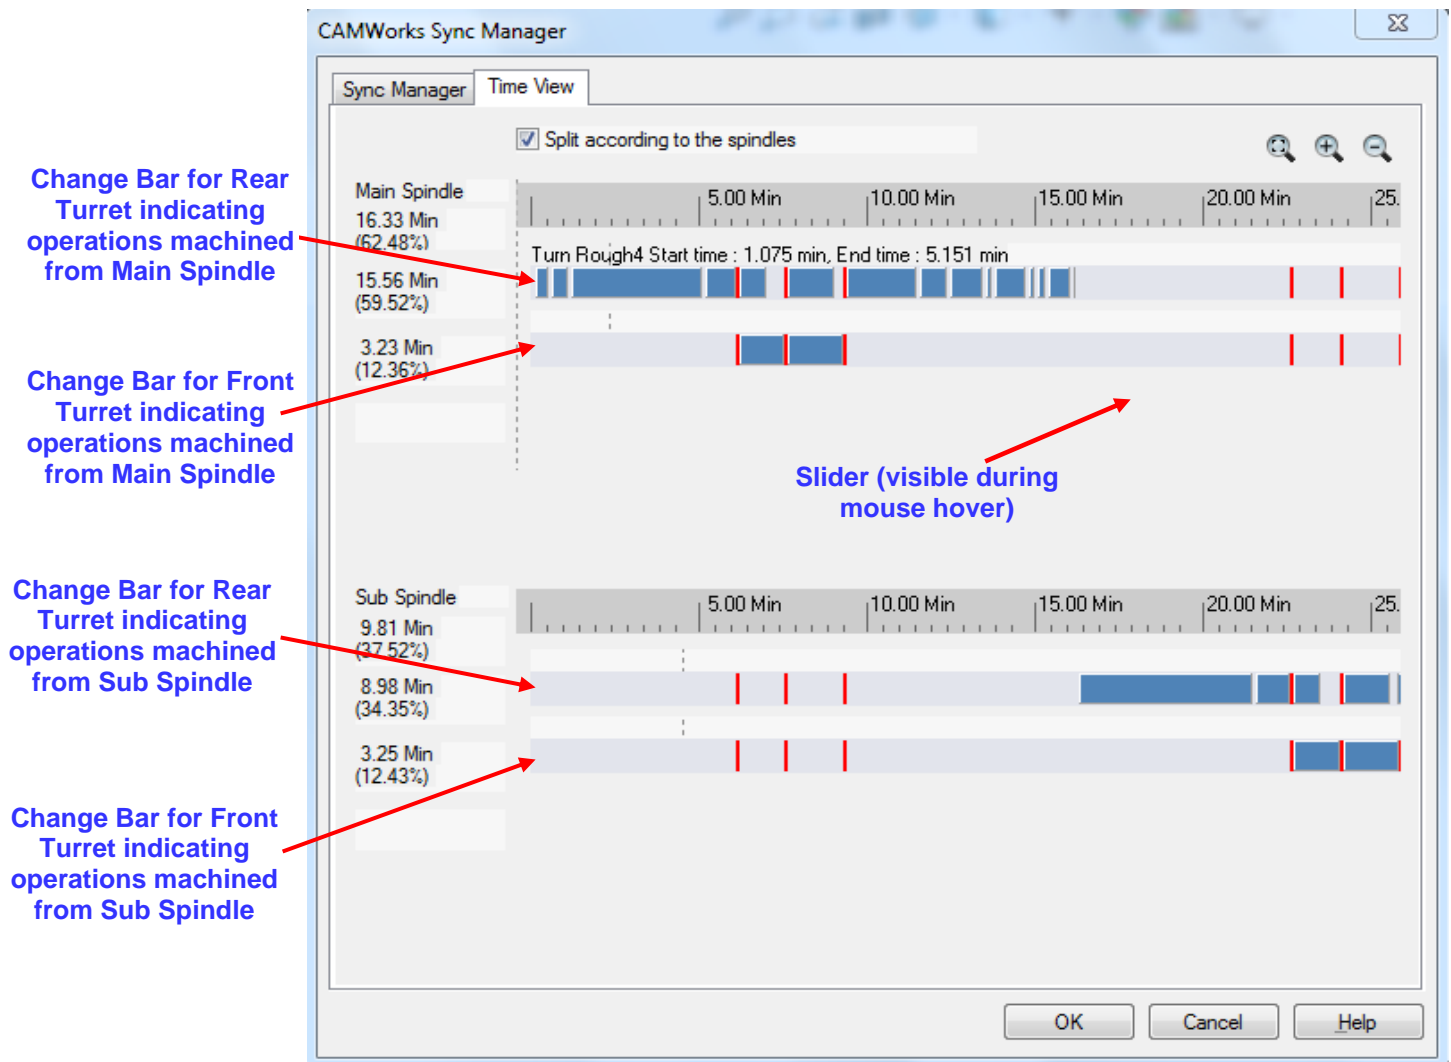 CAMWorks Sync Manager
Sync Manager
Time View
Split according to the spindles
Change Bar for Rear
Turret indicating
operations machined
from Main Spindle
Main Spindle
16.33 Min
(62.48%)
5.00 Min
10.00 Min
15.00 Min
20.00 Min
25.
Turn Rough4 Start time : 1.075 min, End time : 5.151 min
15.56 Min
(59.52%)
3.23 Min
(12.36%)
Change Bar for Front
Turret indicating
operations machined
from Main Spindle
Slider (visible during
mouse hover)
Change Bar for Rear
Turret indicating
operations machined
from Sub Spindle
Sub Spindle
9.81 Min
(37.52%)
5.00 Min
10.00 Min
15.00 Min
20.00 Min
25.
8.98 Min
(34.35%)
3.25 Min
(12.43%)
Change Bar for Front
Turret indicating
operations machined
from Sub Spindle
OK
Cancel
Help